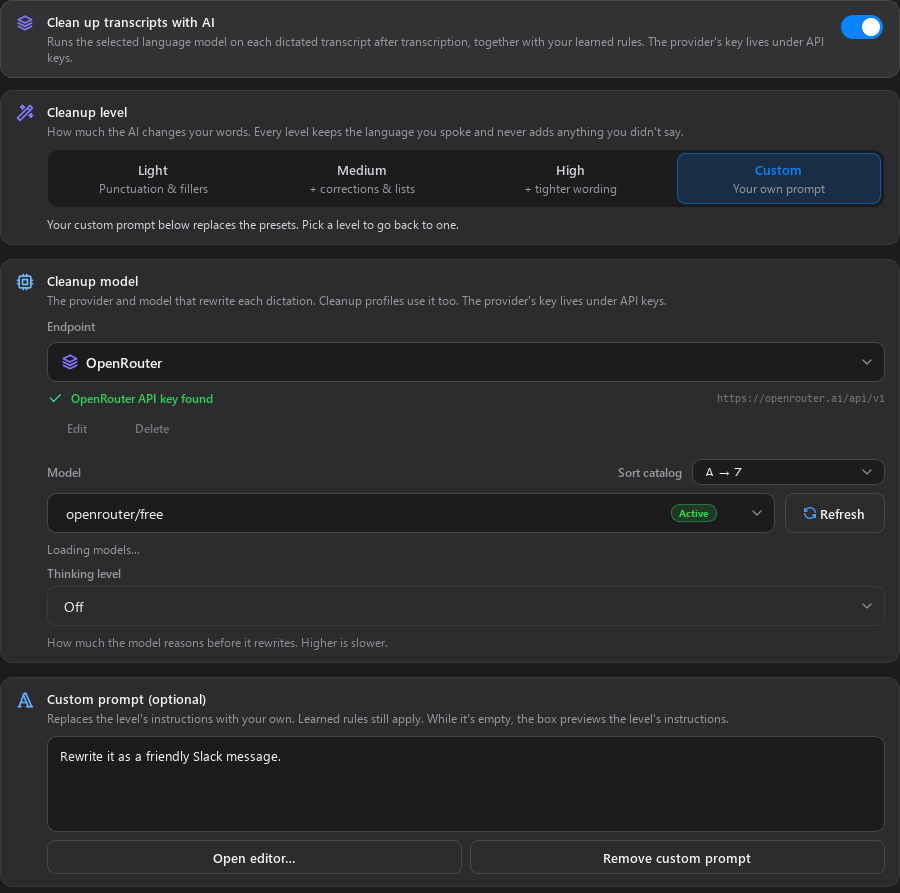 Clean up transcripts with AI
Runs the selected language model on each dictated transcript after transcription, together with your learned rules. The provider's key lives under API
keys.
Cleanup level
How much the AI changes your words. Every level keeps the language you spoke and never adds anything you didn't say.
Light
Punctuation & fillers
Medium
+ corrections & lists
High
+ tighter wording
Custom
Your own prompt
Your custom prompt below replaces the presets. Pick a level to go back to one.
Cleanup model
The provider and model that rewrite each dictation. Cleanup profiles use it too. The provider's key lives under API keys.
Endpoint
OpenRouter
OpenRouter API key found
https://openrouter.ai/api/v1
Edit
Delete
Model
Sort catalog
A → Z
openrouter/free
Active
Refresh
Loading models...
Thinking level
Off
How much the model reasons before it rewrites. Higher is slower.
Custom prompt (optional)
Replaces the level's instructions with your own. Learned rules still apply. While it's empty, the box previews the level's instructions.
Rewrite it as a friendly Slack message.
Open editor...
Remove custom prompt